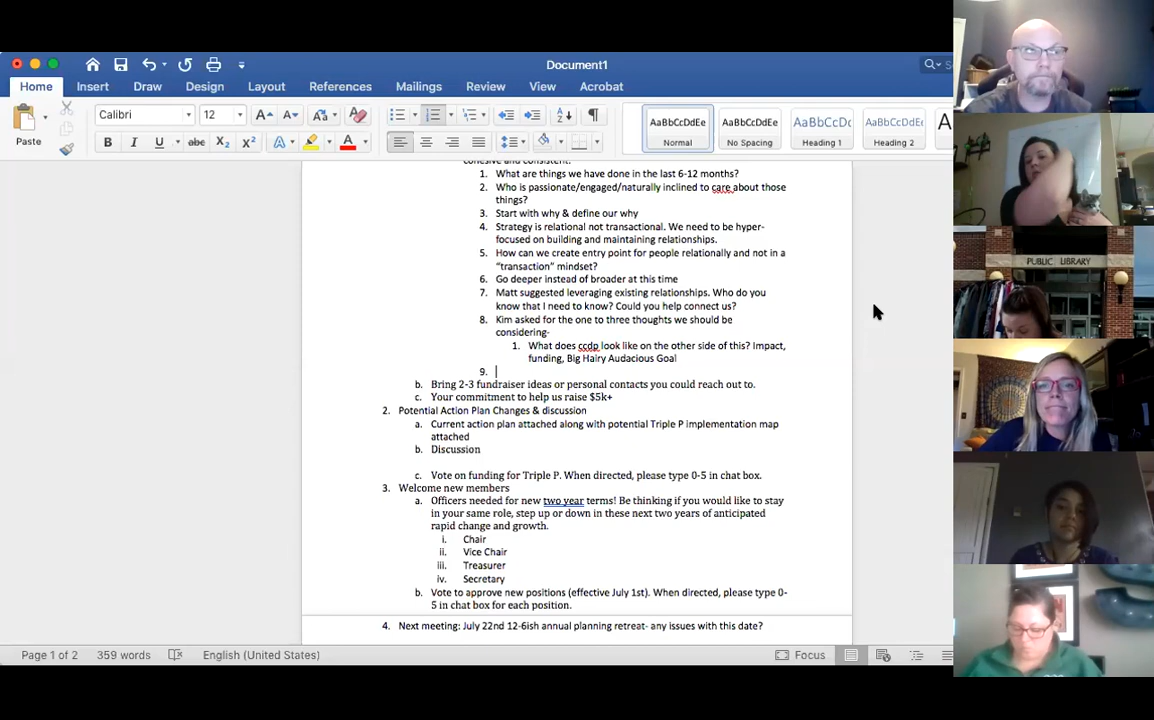 Document1
Home Insert Draw Design Layout References Mailings Review View Acrobat
Calibri 12
Paste
AaBbCcDdEe AaBbCcDdEe AaBbCcDc AaBbCcDdEe
Normal No Spacing Heading 1 Heading 2
cohesive and consistent.
1. What are things we have done in the last 6-12 months?
2. Who is passionate/engaged/naturally inclined to care about those
things?
3. Start with why & define our why
4. Strategy is relational not transactional. We need to be hyper-
focused on building and maintaining relationships.
5. How can we create entry point for people relationally and not in a
“transaction” mindset?
6. Go deeper instead of broader at this time
7. Matt suggested leveraging existing relationships. Who do you
know that I need to know? Could you help connect us?
8. Kim asked for the one to three thoughts we should be
considering-
1. What does ccdp look like on the other side of this? Impact,
funding, Big Hairy Audacious Goal
9.
b. Bring 2-3 fundraiser ideas or personal contacts you could reach out to.
c. Your commitment to help us raise $5k+
2. Potential Action Plan Changes & discussion
a. Current action plan attached along with potential Triple P implementation map
attached
b. Discussion
c. Vote on funding for Triple P. When directed, please type 0-5 in chat box.
3. Welcome new members
a. Officers needed for new two year terms! Be thinking if you would like to stay
in your same role, step up or down in these next two years of anticipated
rapid change and growth.
i. Chair
ii. Vice Chair
iii. Treasurer
iv. Secretary
b. Vote to approve new positions (effective July 1st). When directed, please type 0-
5 in chat box for each position.
4. Next meeting: July 22nd 12-6ish annual planning retreat- any issues with this date?
Page 1 of 2 359 words English (United States) Focus
PUBLIC LIBRARY